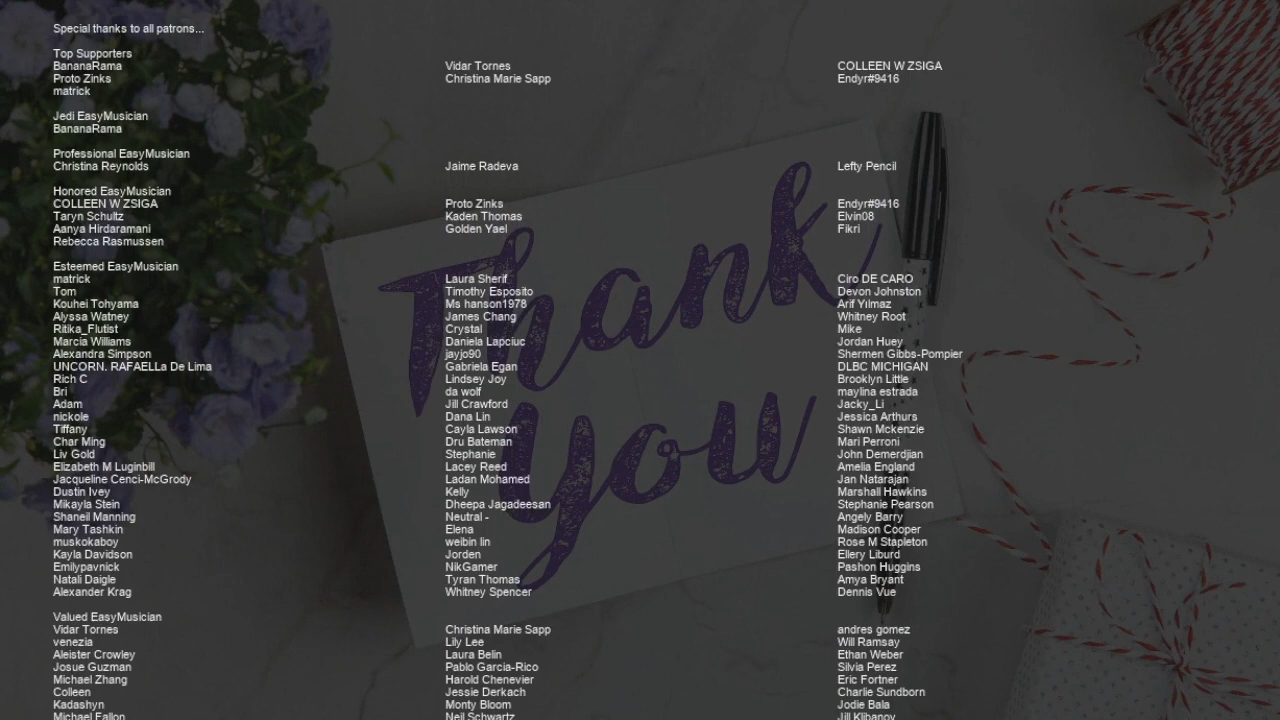 Special thanks to all patrons...
Top Supporters
BananaRama Vidar Tornes COLLEEN W ZSIGA
Proto Zinks Christina Marie Sapp Endyr#9416
matrick
Jedi EasyMusician
BananaRama
Professional EasyMusician
Christina Reynolds Jaime Radeva Lefty Pencil
Honored EasyMusician
COLLEEN W ZSIGA Proto Zinks Endyr#9416
Taryn Schultz Kaden Thomas Elvin08
Aanya Hirdaramani Golden Yael Fikri
Rebecca Rasmussen
Esteemed EasyMusician
matrick Laura Sherif Ciro DE CARO
Tom Timothy Esposito Devon Johnston
Kouhei Tohyama Ms hanson1978 Arif Yılmaz
Alyssa Watney James Chang Whitney Root
Ritika_Flutist Crystal Mike
Marcia Williams Daniela Lapciuc Jordan Huey
Alexandra Simpson jayjo90 Shermen Gibbs-Pompier
UNCORN. RAFAELLa De Lima Gabriela Egan DLBC MICHIGAN
Rich C Lindsey Joy Brooklyn Little
Bri da wolf maylina estrada
Adam Jill Crawford Jacky_Li
nickole Dana Lin Jessica Arthurs
Tiffany Cayla Lawson Shawn Mckenzie
Char Ming Dru Bateman Mari Perroni
Liv Gold Stephanie John Demerdjian
Elizabeth M Luginbill Lacey Reed Amelia England
Jacqueline Cenci-McGrody Ladan Mohamed Jan Natarajan
Dustin Ivey Kelly Marshall Hawkins
Mikayla Stein Dheepa Jagadeesan Stephanie Pearson
Shaneil Manning Neutral - Angely Barry
Mary Tashkin Elena Madison Cooper
muskokaboy weibin lin Rose M Stapleton
Kayla Davidson Jorden Ellery Liburd
Emilypavnick NikGamer Pashon Huggins
Natali Daigle Tyran Thomas Amya Bryant
Alexander Krag Whitney Spencer Dennis Vue
Valued EasyMusician
Vidar Tornes Christina Marie Sapp andres gomez
venezia Lily Lee Will Ramsay
Aleister Crowley Laura Belin Ethan Weber
Josue Guzman Pablo Garcia-Rico Silvia Perez
Michael Zhang Harold Chenevier Eric Fortner
Colleen Jessie Derkach Charlie Sundborn
Kadashyn Monty Bloom Jodie Bala
Michael Fallon Neil Schwartz Jill Klibanov
Thank
you